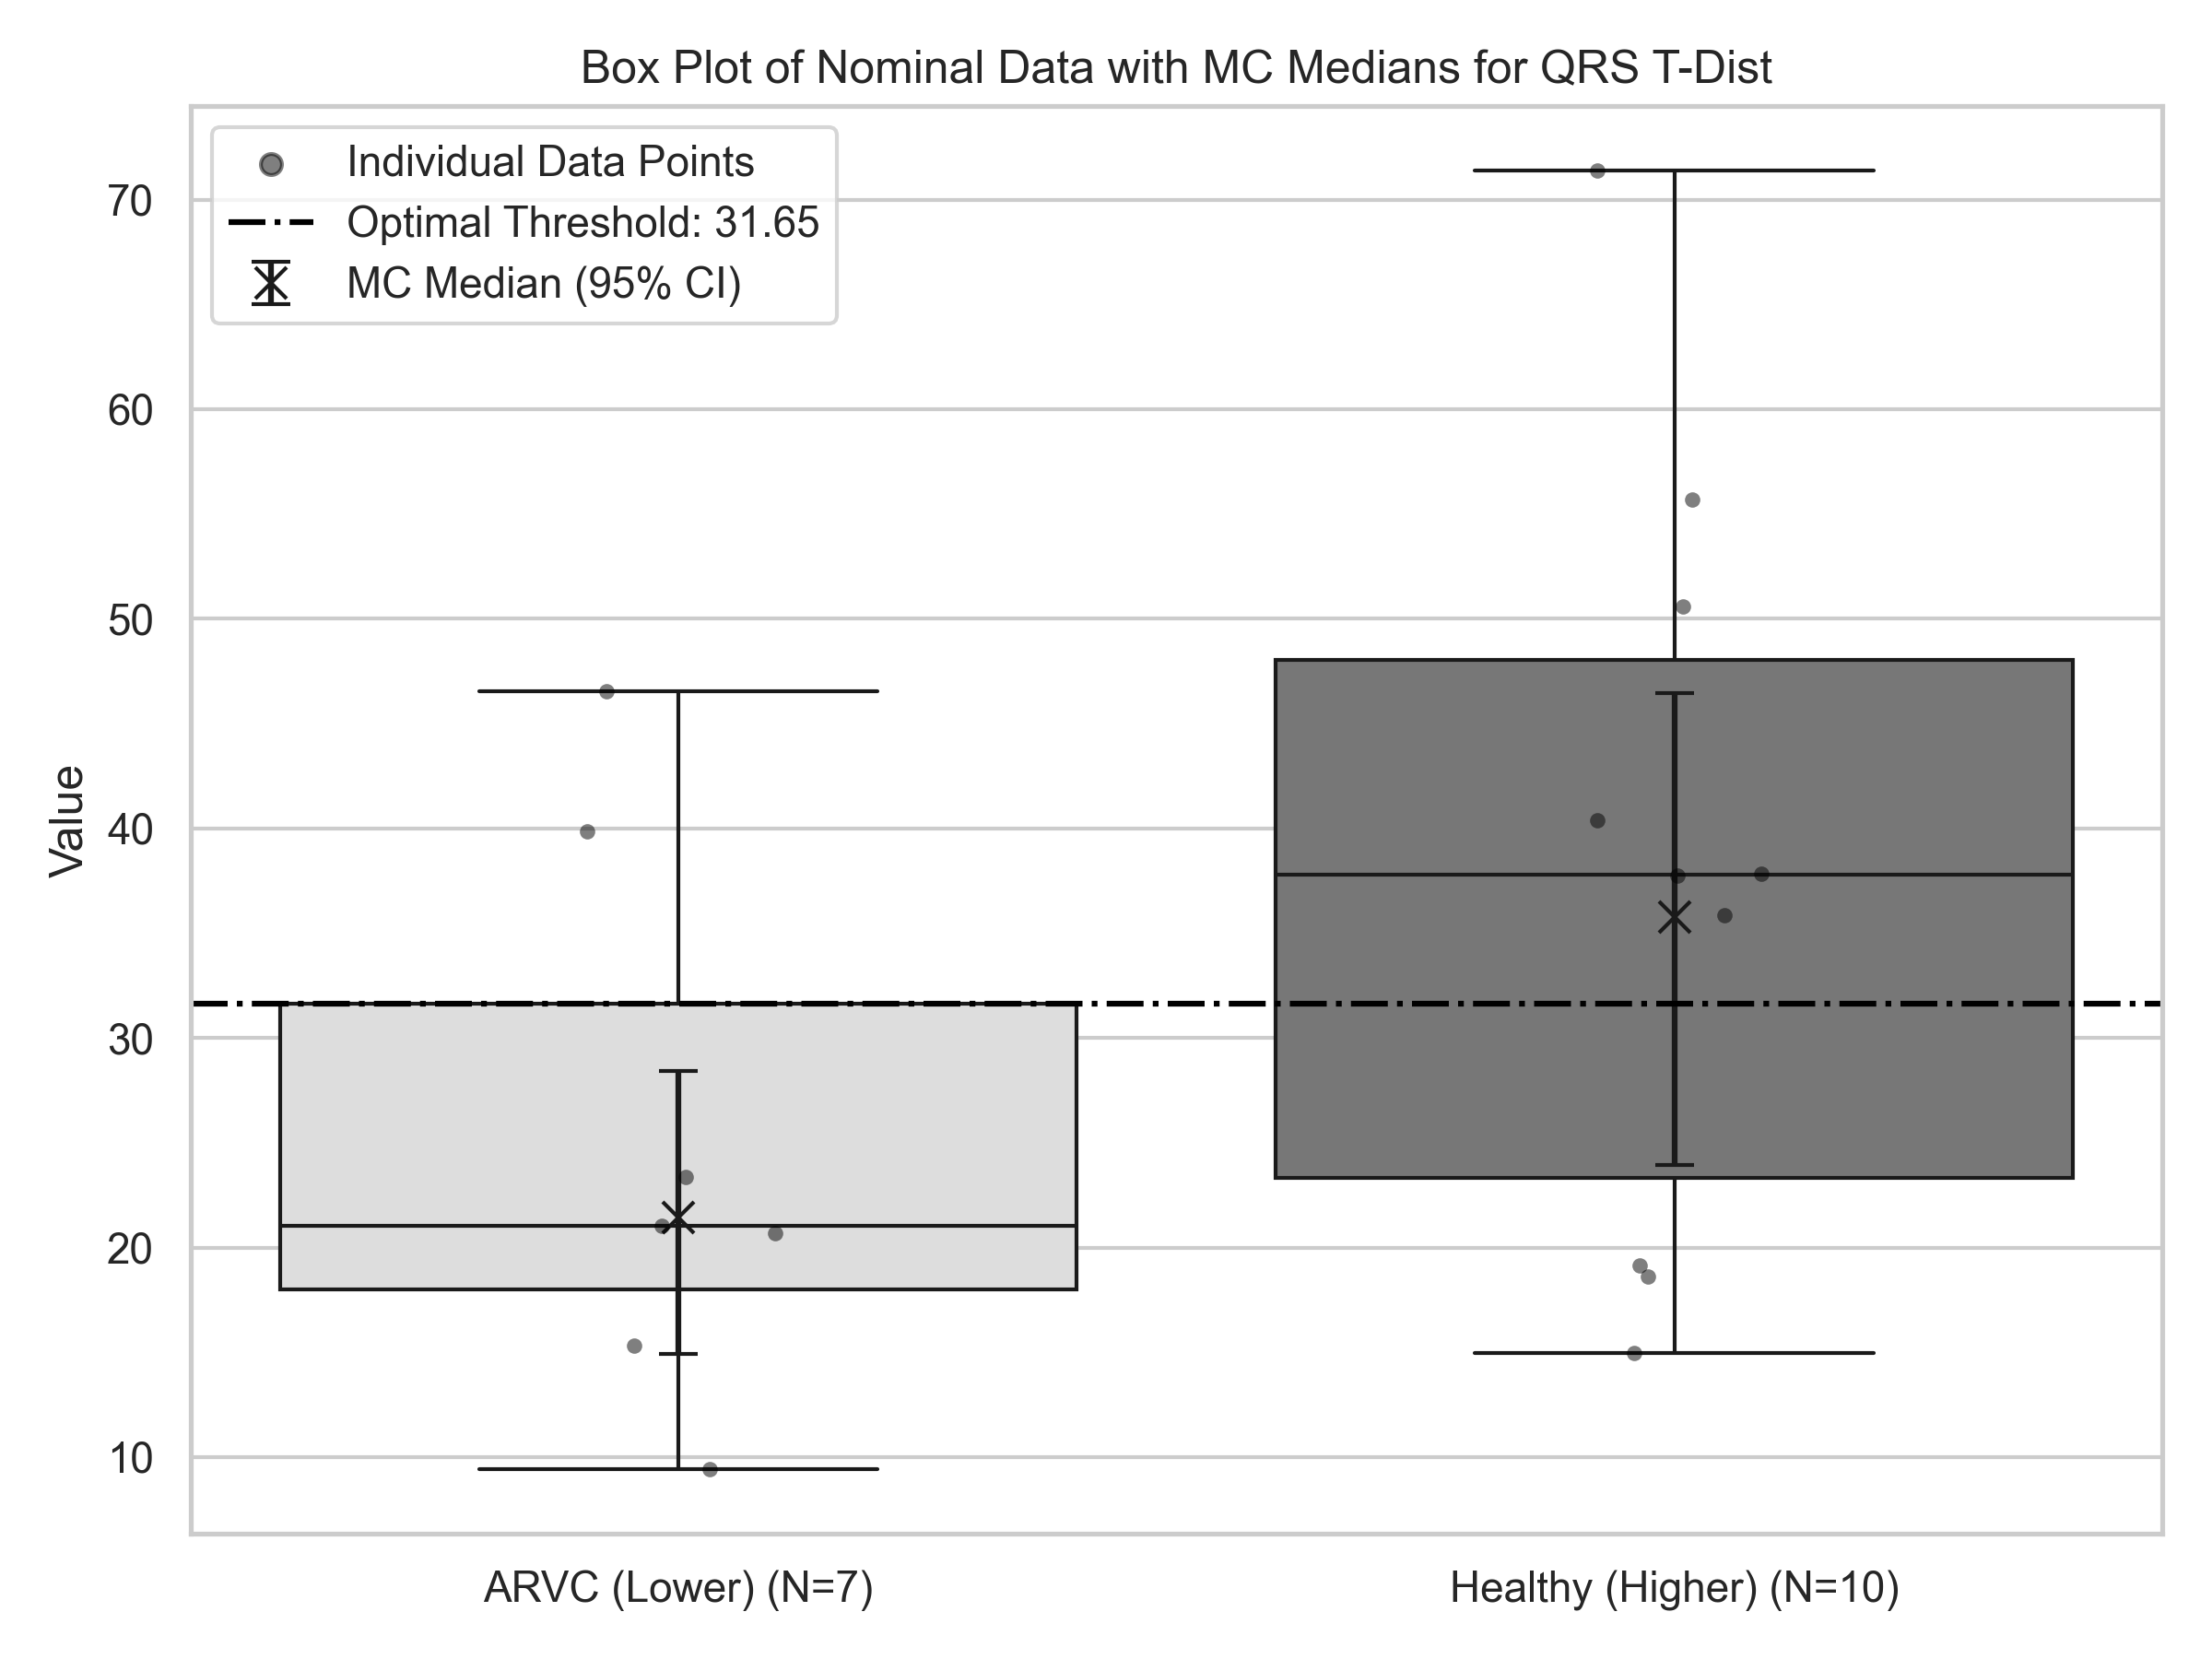 Box Plot of Nominal Data with MC Medians for QRS T-Dist
Individual Data Points
Optimal Threshold: 31.65
MC Median (95% CI)
Value
70
60
50
40
30
20
10
ARVC (Lower) (N=7)
Healthy (Higher) (N=10)